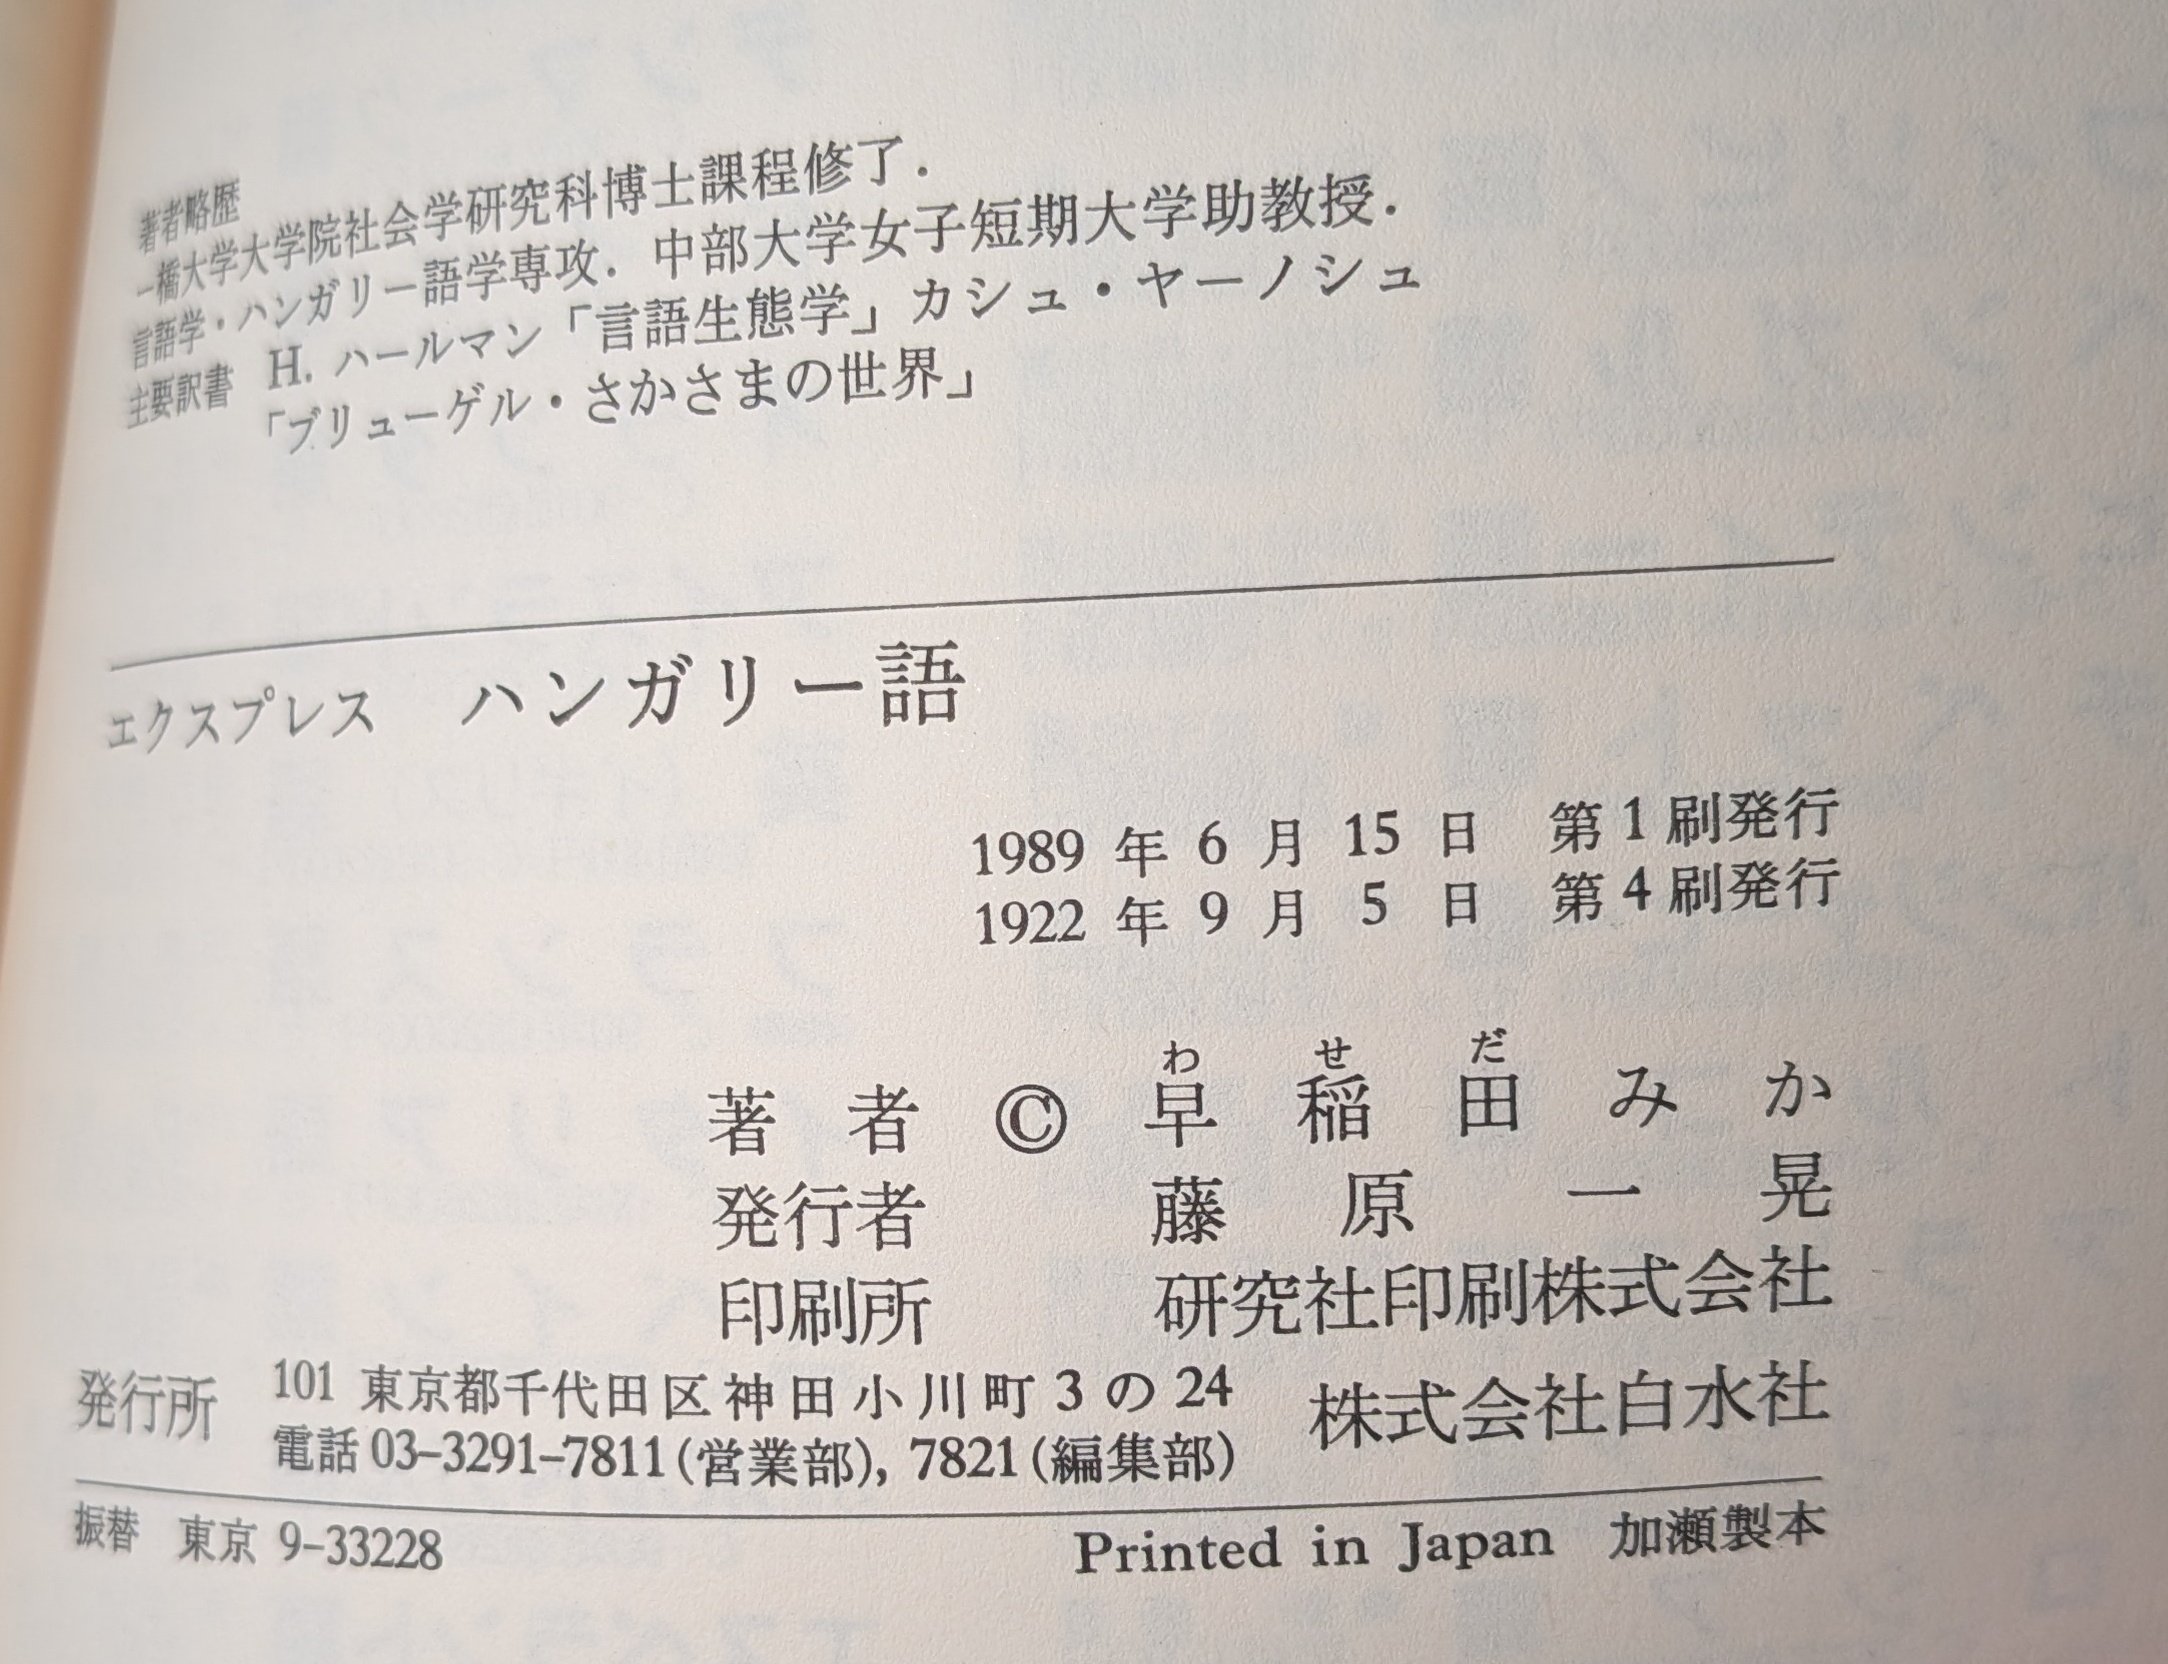 著者略歴
一橋大学大学院社会学研究科博士課程修了．
言語学・ハンガリー語学専攻．中部大学女子短期大学助教授．
主要訳書　H. ハールマン「言語生態学」カシュ・ヤーノシュ
「ブリューゲル・さかさまの世界」
エクスプレス　ハンガリー語
1989 年 6 月 15 日　第 1 刷発行
1922 年 9 月 5 日　第 4 刷発行
わ せ だ
著者 © 早稲田みか
発行者　藤原一晃
印刷所　研究社印刷株式会社
発行所　101 東京都千代田区神田小川町 3 の 24　株式会社白水社
電話 03-3291-7811 (営業部), 7821 (編集部)
振替　東京 9-33228　Printed in Japan　加瀬製本